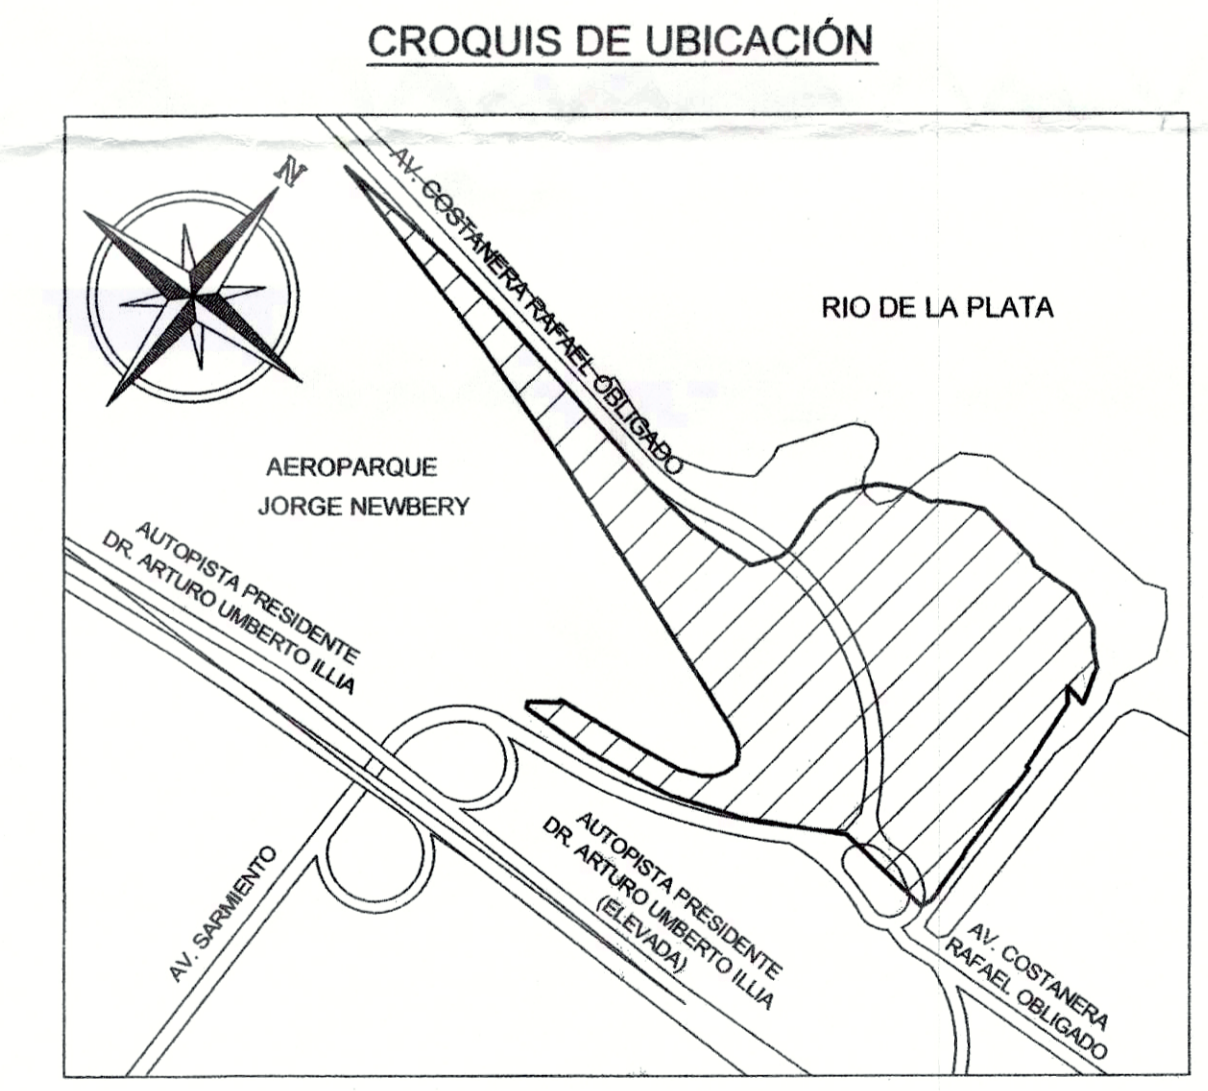 CROQUIS DE UBICACIÓN
N
AV. COSTANERA RAFAEL OBLIGADO
RIO DE LA PLATA
AEROPARQUE
JORGE NEWBERY
AUTOPISTA PRESIDENTE
DR. ARTURO UMBERTO ILLIA
AUTOPISTA PRESIDENTE
DR. ARTURO UMBERTO ILLIA
(ELEVADA)
AV. SARMIENTO
AV. COSTANERA
RAFAEL OBLIGADO